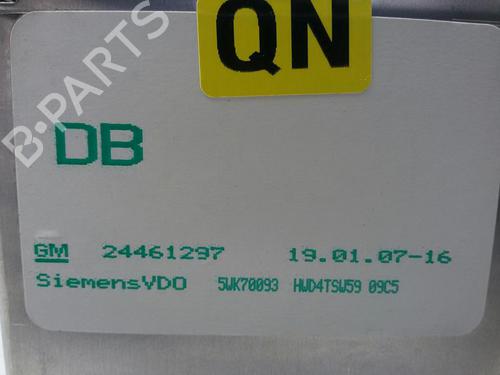 QN
B-PARTS
DB
GM 24461297 19.01.07-16
SiemensVDO 5WK70093 HWD4TSW59 09C5